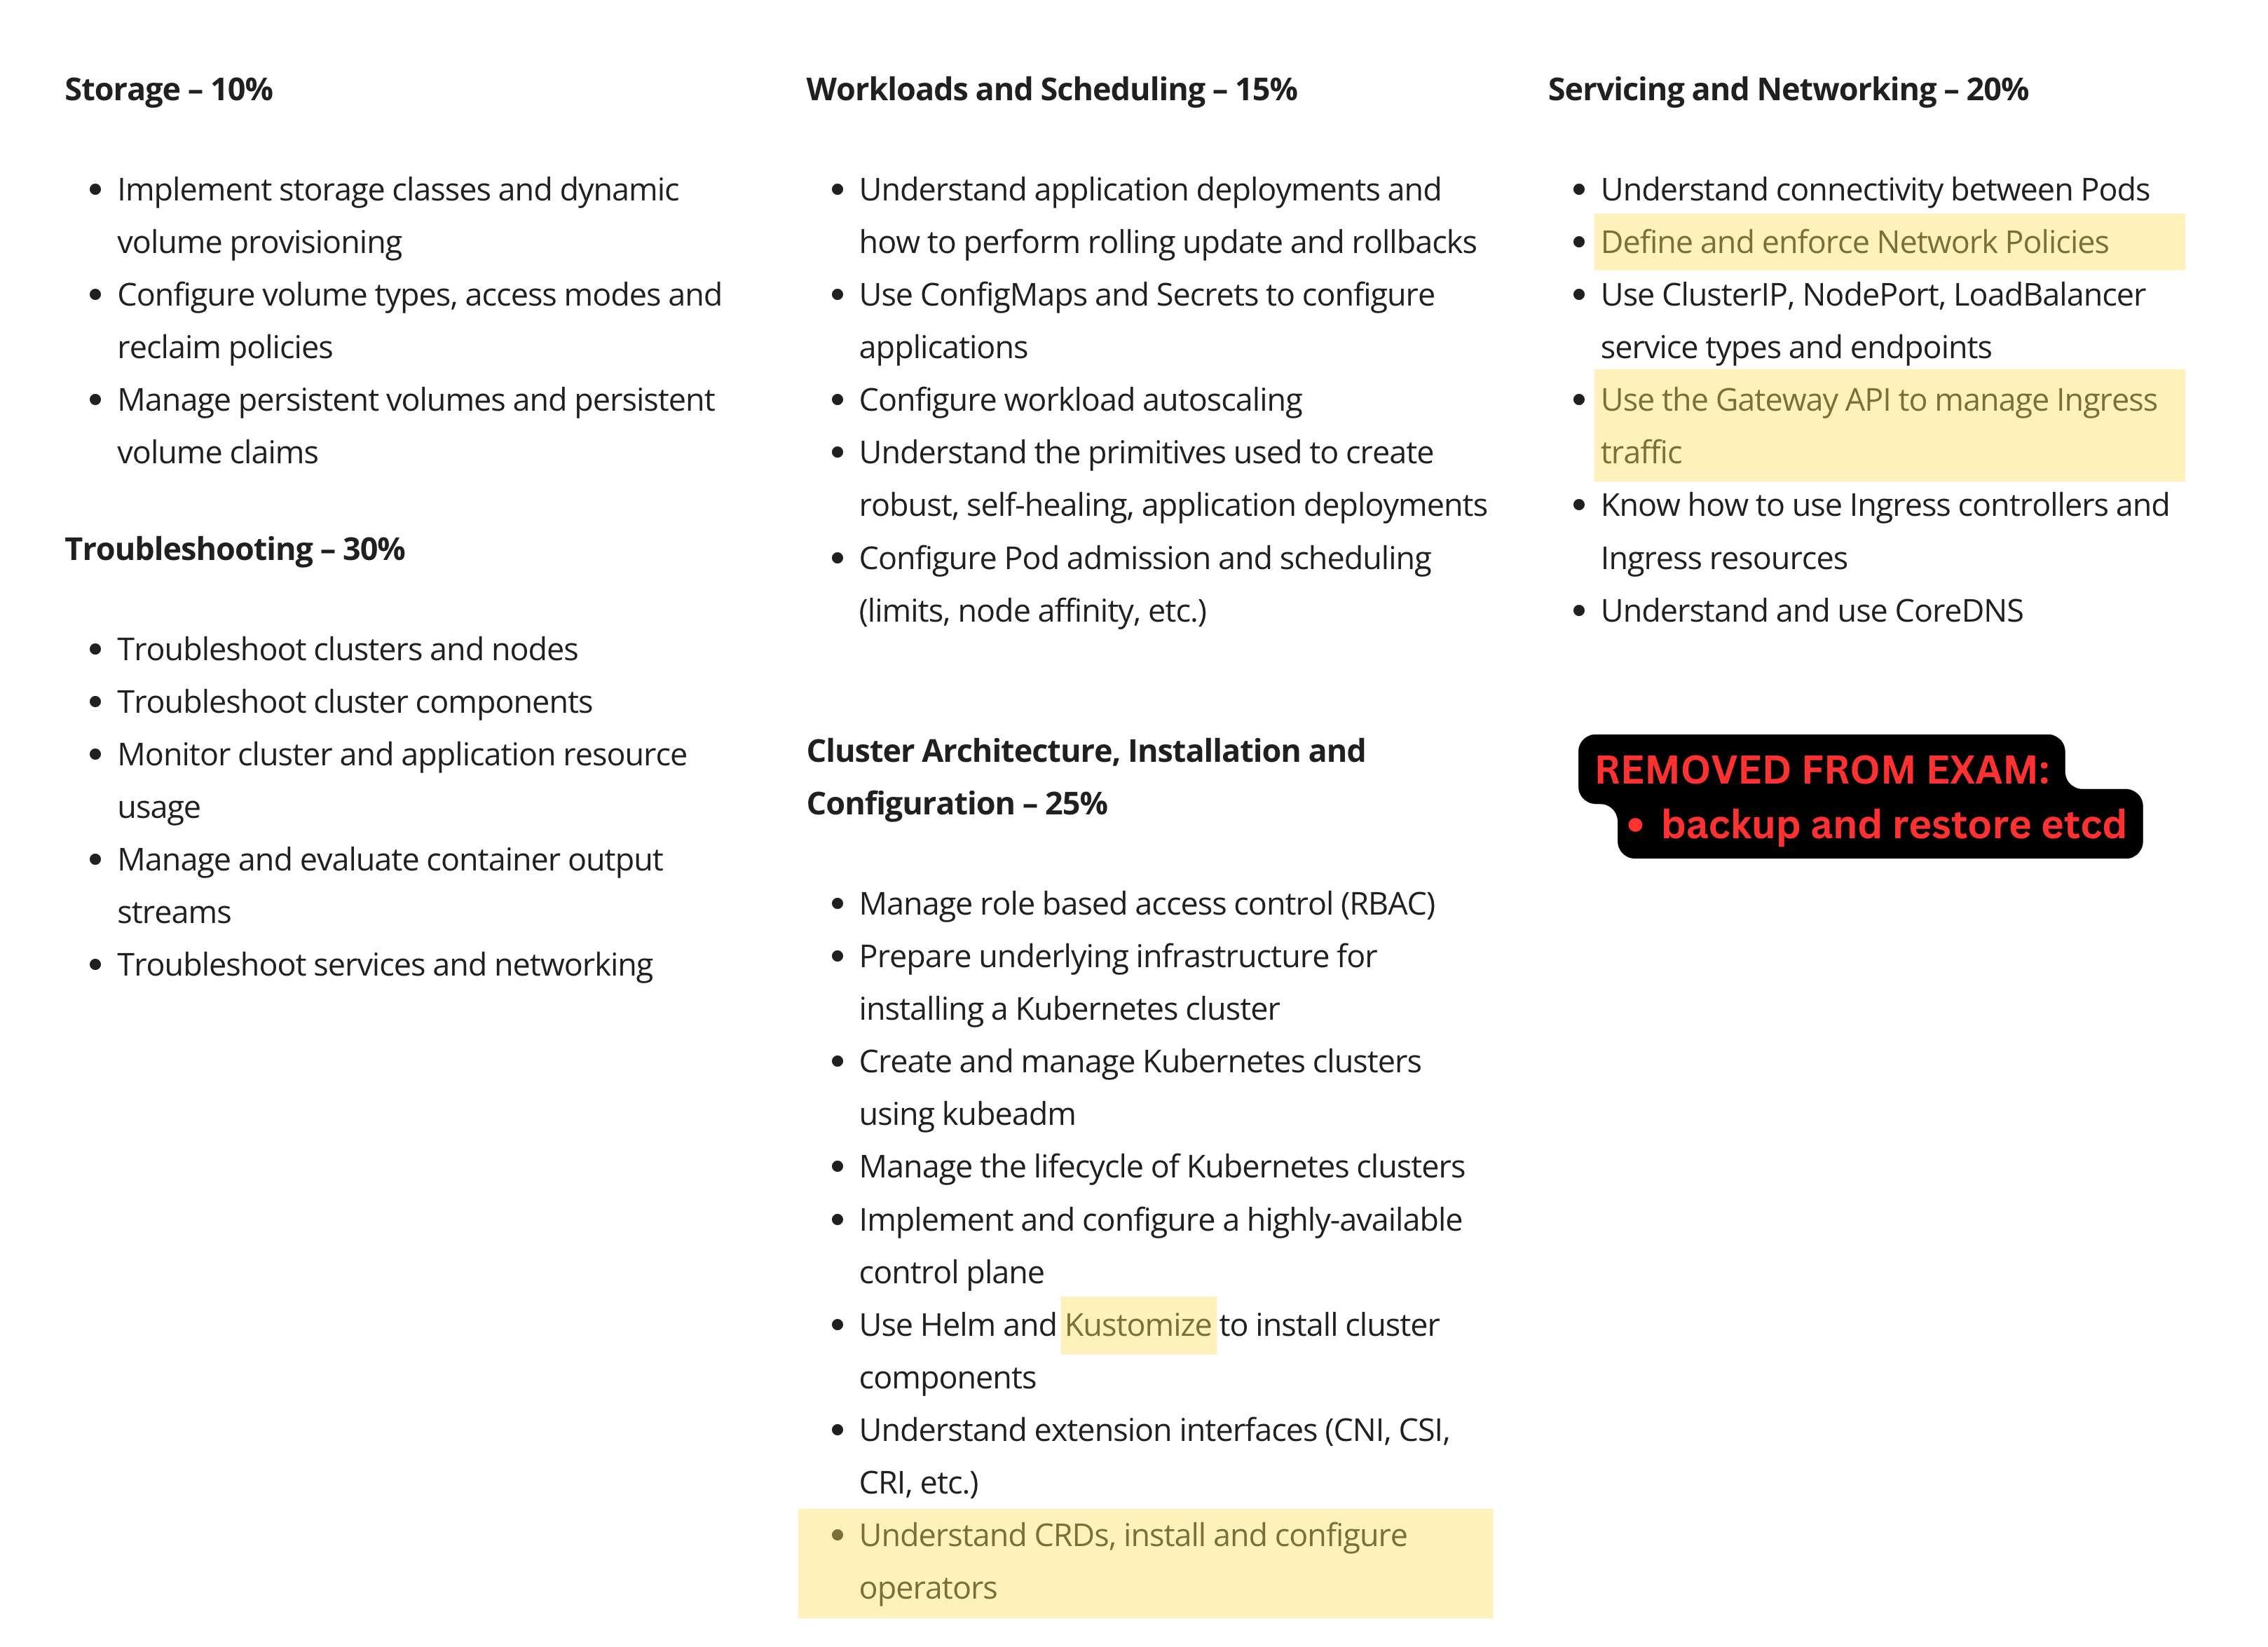 Storage – 10%
• Implement storage classes and dynamic
volume provisioning
• Configure volume types, access modes and
reclaim policies
• Manage persistent volumes and persistent
volume claims
Troubleshooting – 30%
• Troubleshoot clusters and nodes
• Troubleshoot cluster components
• Monitor cluster and application resource
usage
• Manage and evaluate container output
streams
• Troubleshoot services and networking
Workloads and Scheduling – 15%
• Understand application deployments and
how to perform rolling update and rollbacks
• Use ConfigMaps and Secrets to configure
applications
• Configure workload autoscaling
• Understand the primitives used to create
robust, self-healing, application deployments
• Configure Pod admission and scheduling
(limits, node affinity, etc.)
Cluster Architecture, Installation and
Configuration – 25%
• Manage role based access control (RBAC)
• Prepare underlying infrastructure for
installing a Kubernetes cluster
• Create and manage Kubernetes clusters
using kubeadm
• Manage the lifecycle of Kubernetes clusters
• Implement and configure a highly-available
control plane
• Use Helm and Kustomize to install cluster
components
• Understand extension interfaces (CNI, CSI,
CRI, etc.)
• Understand CRDs, install and configure
operators
Servicing and Networking – 20%
• Understand connectivity between Pods
• Define and enforce Network Policies
• Use ClusterIP, NodePort, LoadBalancer
service types and endpoints
• Use the Gateway API to manage Ingress
traffic
• Know how to use Ingress controllers and
Ingress resources
• Understand and use CoreDNS
REMOVED FROM EXAM:
• backup and restore etcd